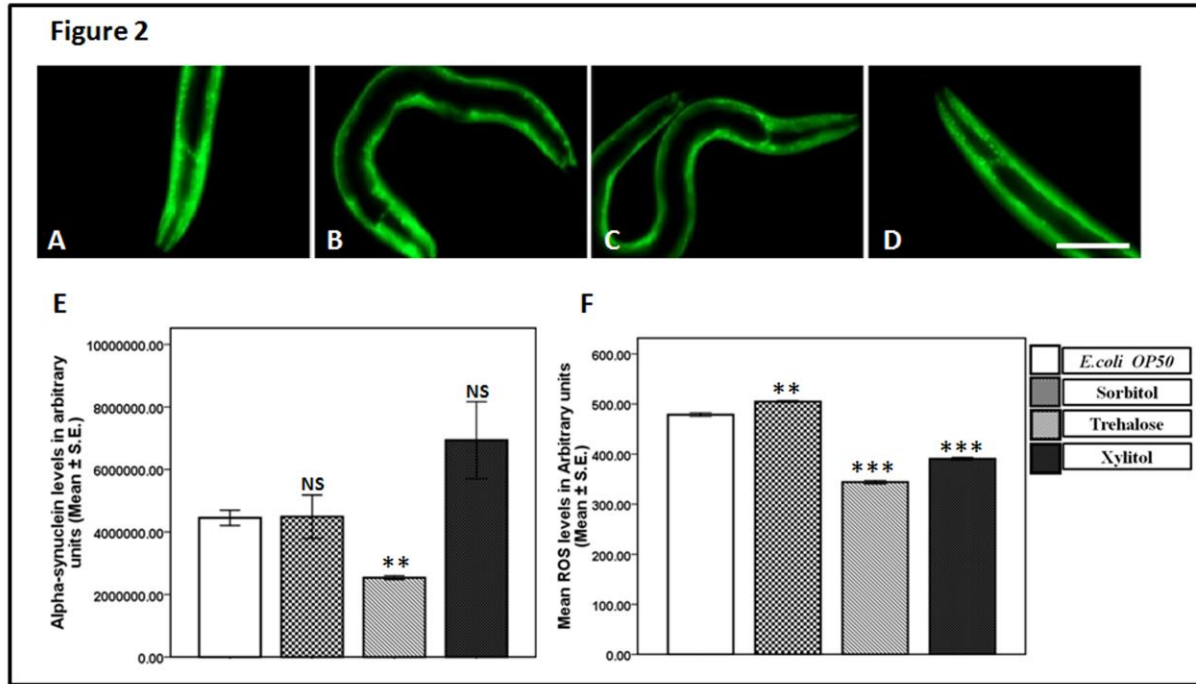 Figure 2
A
B
C
D
E
Alpha-synuclein levels in arbitrary
units (Mean ± S.E.)
10000000.00
8000000.00
6000000.00
4000000.00
2000000.00
0.00
NS
**
NS
F
Mean ROS levels in Arbitrary units
(Mean ± S.E.)
600.00
500.00
400.00
300.00
200.00
100.00
0.00
**
***
***
E.coli OP50
Sorbitol
Trehalose
Xylitol